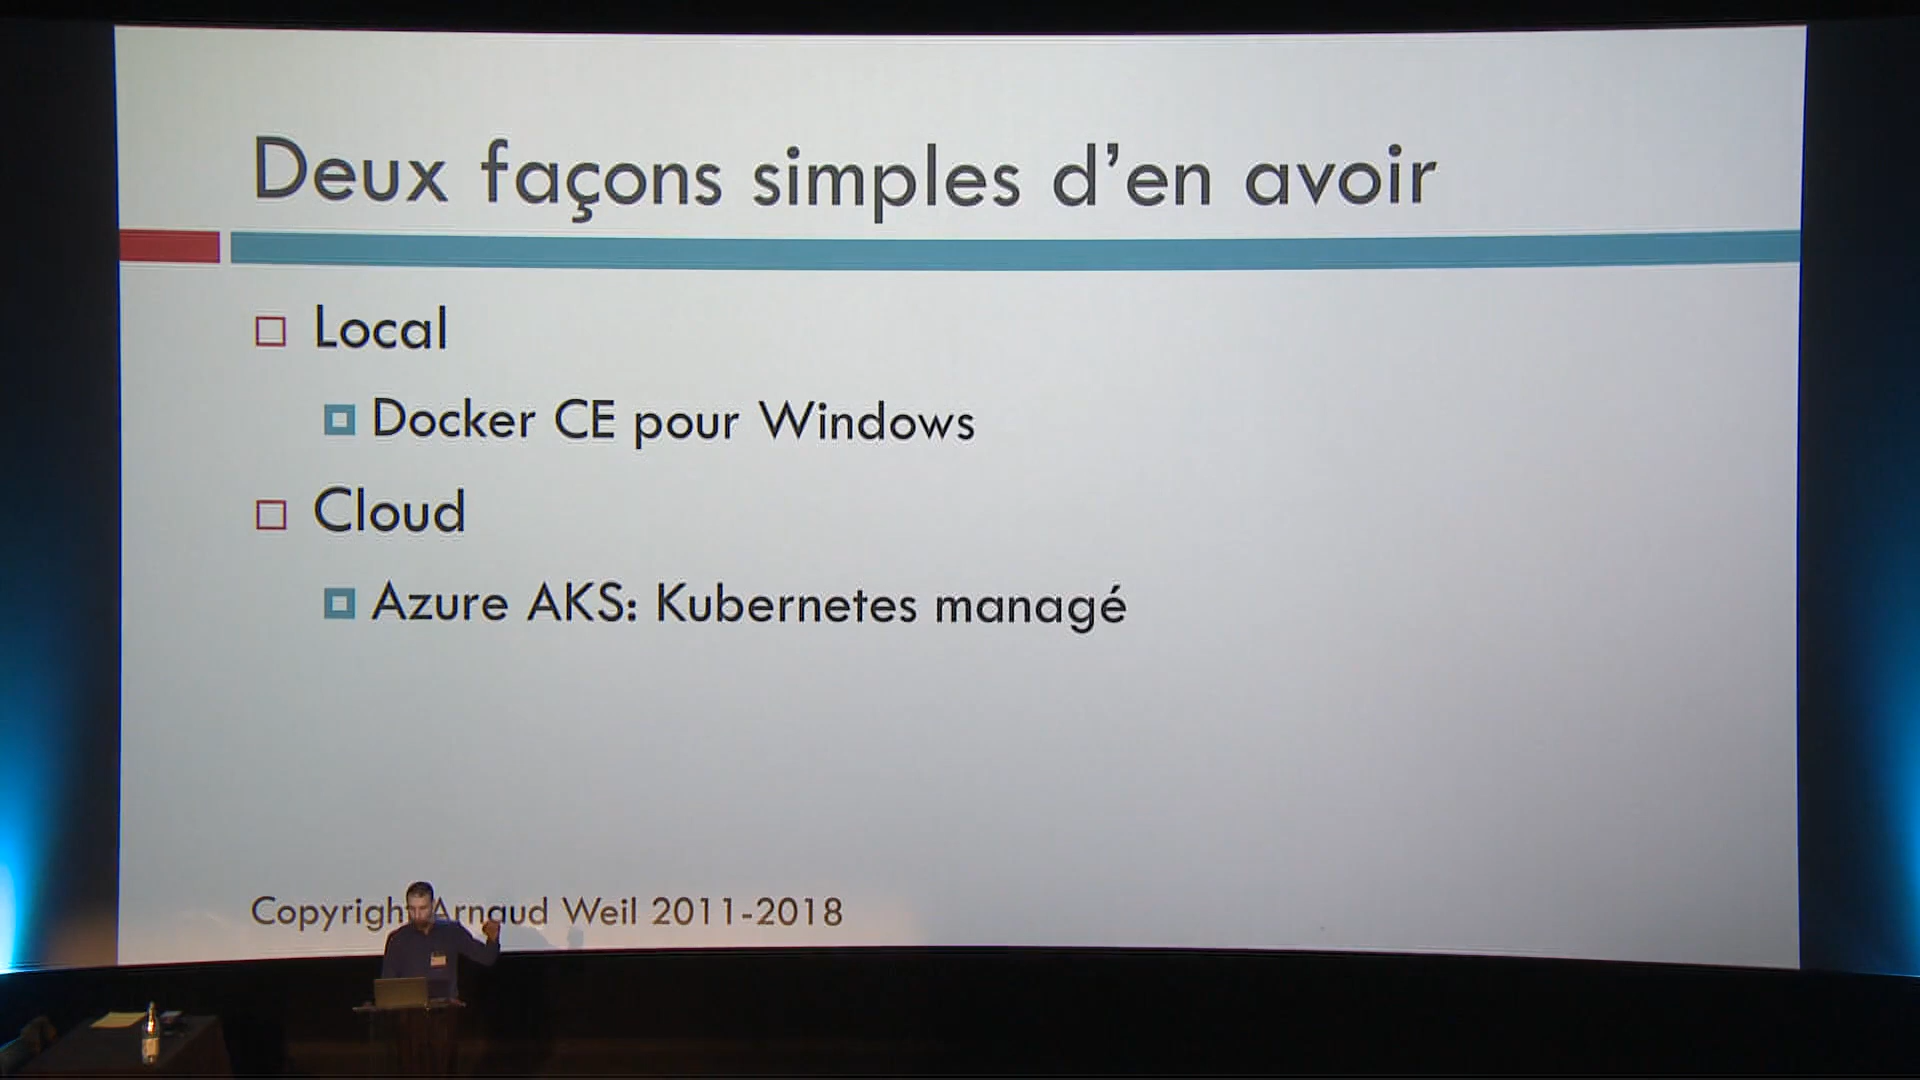 Deux façons simples d’en avoir
Local
Docker CE pour Windows
Cloud
Azure AKS: Kubernetes managé
Copyright Arnaud Weil 2011-2018